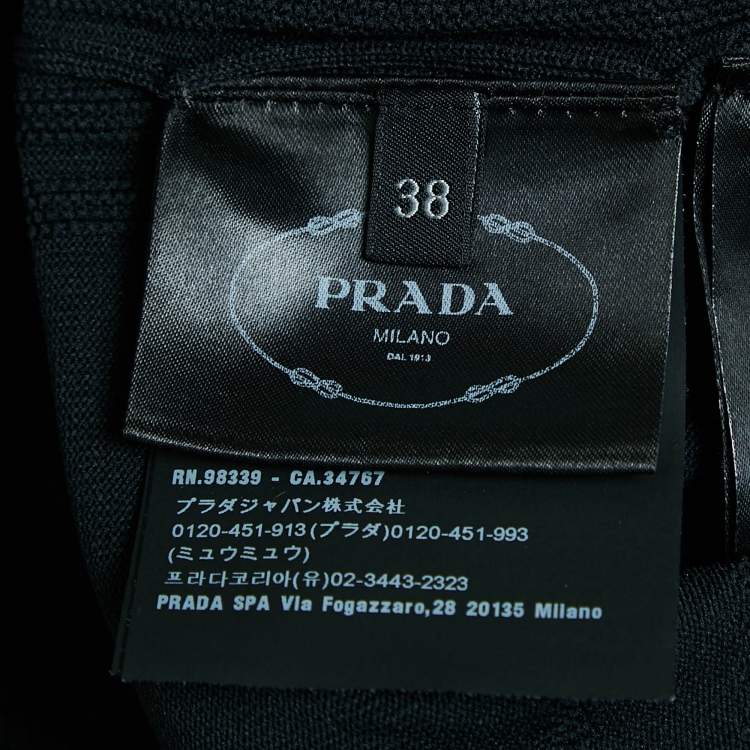 38
PRADA
MILANO
DAL 1913
RN.98339 - CA.34767
プラダジャパン株式会社
0120-451-913(プラダ)0120-451-993
(ミュウミュウ)
프라다코리아(유)02-3443-2323
PRADA SPA Via Fogazzaro,28 20135 Milano